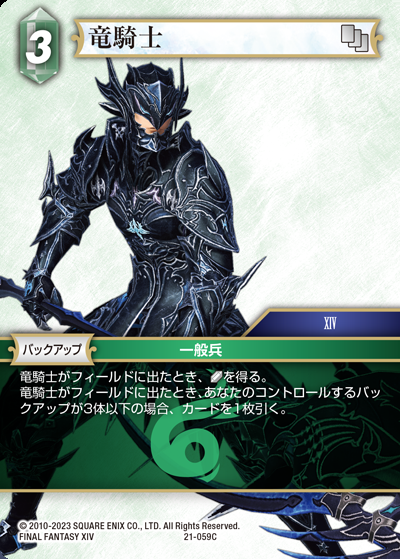 3
竜騎士
XIV
バックアップ
一般兵
竜騎士がフィールドに出たとき、を得る。
竜騎士がフィールドに出たとき、あなたのコントロールするバッ
クアップが3体以下の場合、カードを1枚引く。
© 2010-2023 SQUARE ENIX CO., LTD. All Rights Reserved.
FINAL FANTASY XIV
21-059C